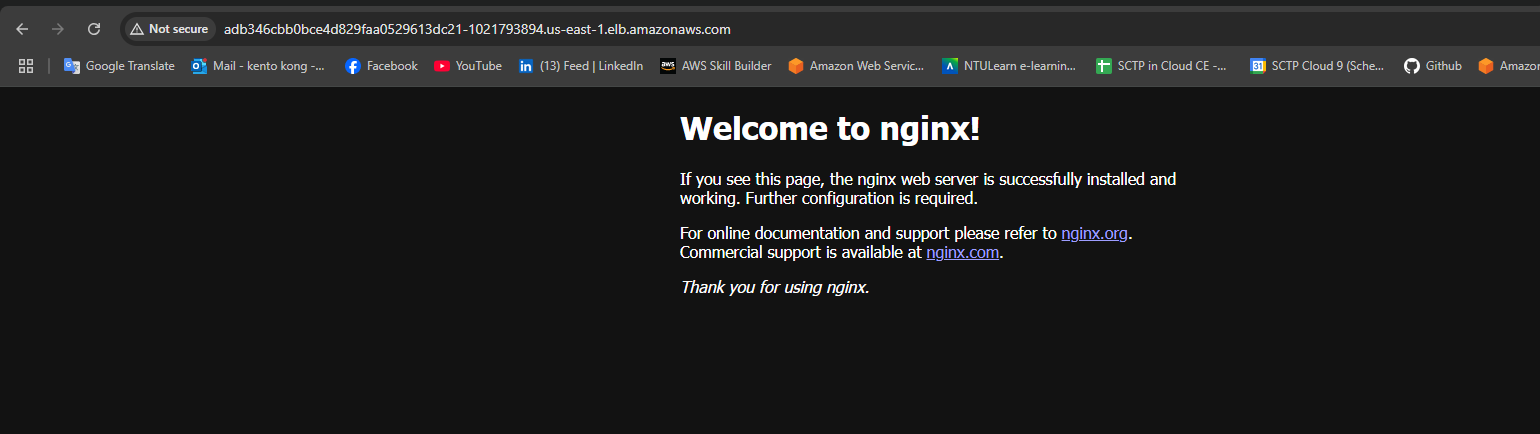 Not secure adb346cbb0bce4d829faa0529613dc21-1021793894.us-east-1.elb.amazonaws.com
Google Translate Mail - kento kong -... Facebook YouTube (13) Feed | LinkedIn aws AWS Skill Builder Amazon Web Servic... NTULearn e-learnin... SCTP in Cloud CE -... 31 SCTP Cloud 9 (Sche... Github Amazon
Welcome to nginx!
If you see this page, the nginx web server is successfully installed and
working. Further configuration is required.
For online documentation and support please refer to nginx.org.
Commercial support is available at nginx.com.
Thank you for using nginx.